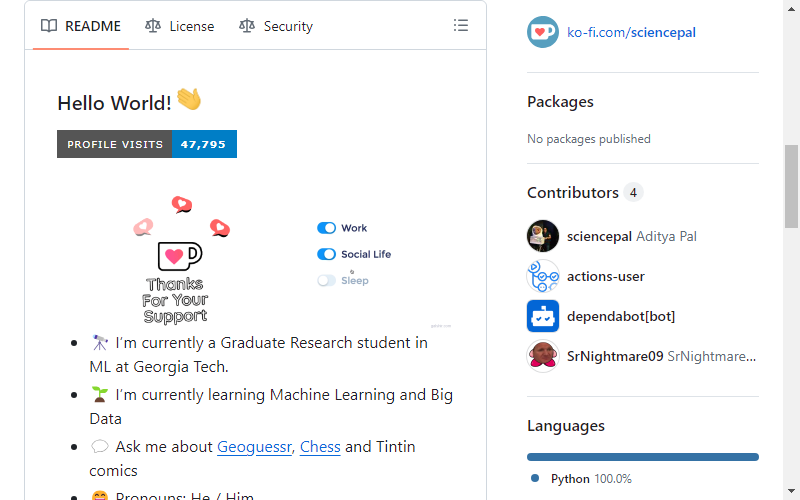 README
License
Security
Hello World!
PROFILE VISITS 47,795
Thanks
For Your
Support
Work
Social Life
Sleep
I'm currently a Graduate Research student in
ML at Georgia Tech.
I'm currently learning Machine Learning and Big
Data
Ask me about Geoguessr, Chess and Tintin
comics
Pronouns: He / Him
ko-fi.com/sciencepal
Packages
No packages published
Contributors 4
sciencepal Aditya Pal
actions-user
dependabot[bot]
SrNightmare09 SrNightmare...
Languages
Python 100.0%